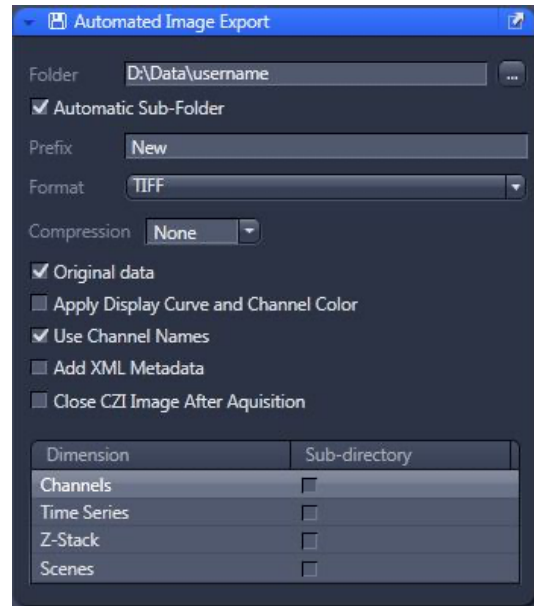 Automated Image Export
Folder D:\Data\username ...
Automatic Sub-Folder
Prefix New
Format TIFF
Compression None
Original data
Apply Display Curve and Channel Color
Use Channel Names
Add XML Metadata
Close CZI Image After Aquisition
Dimension Sub-directory
Channels
Time Series
Z-Stack
Scenes